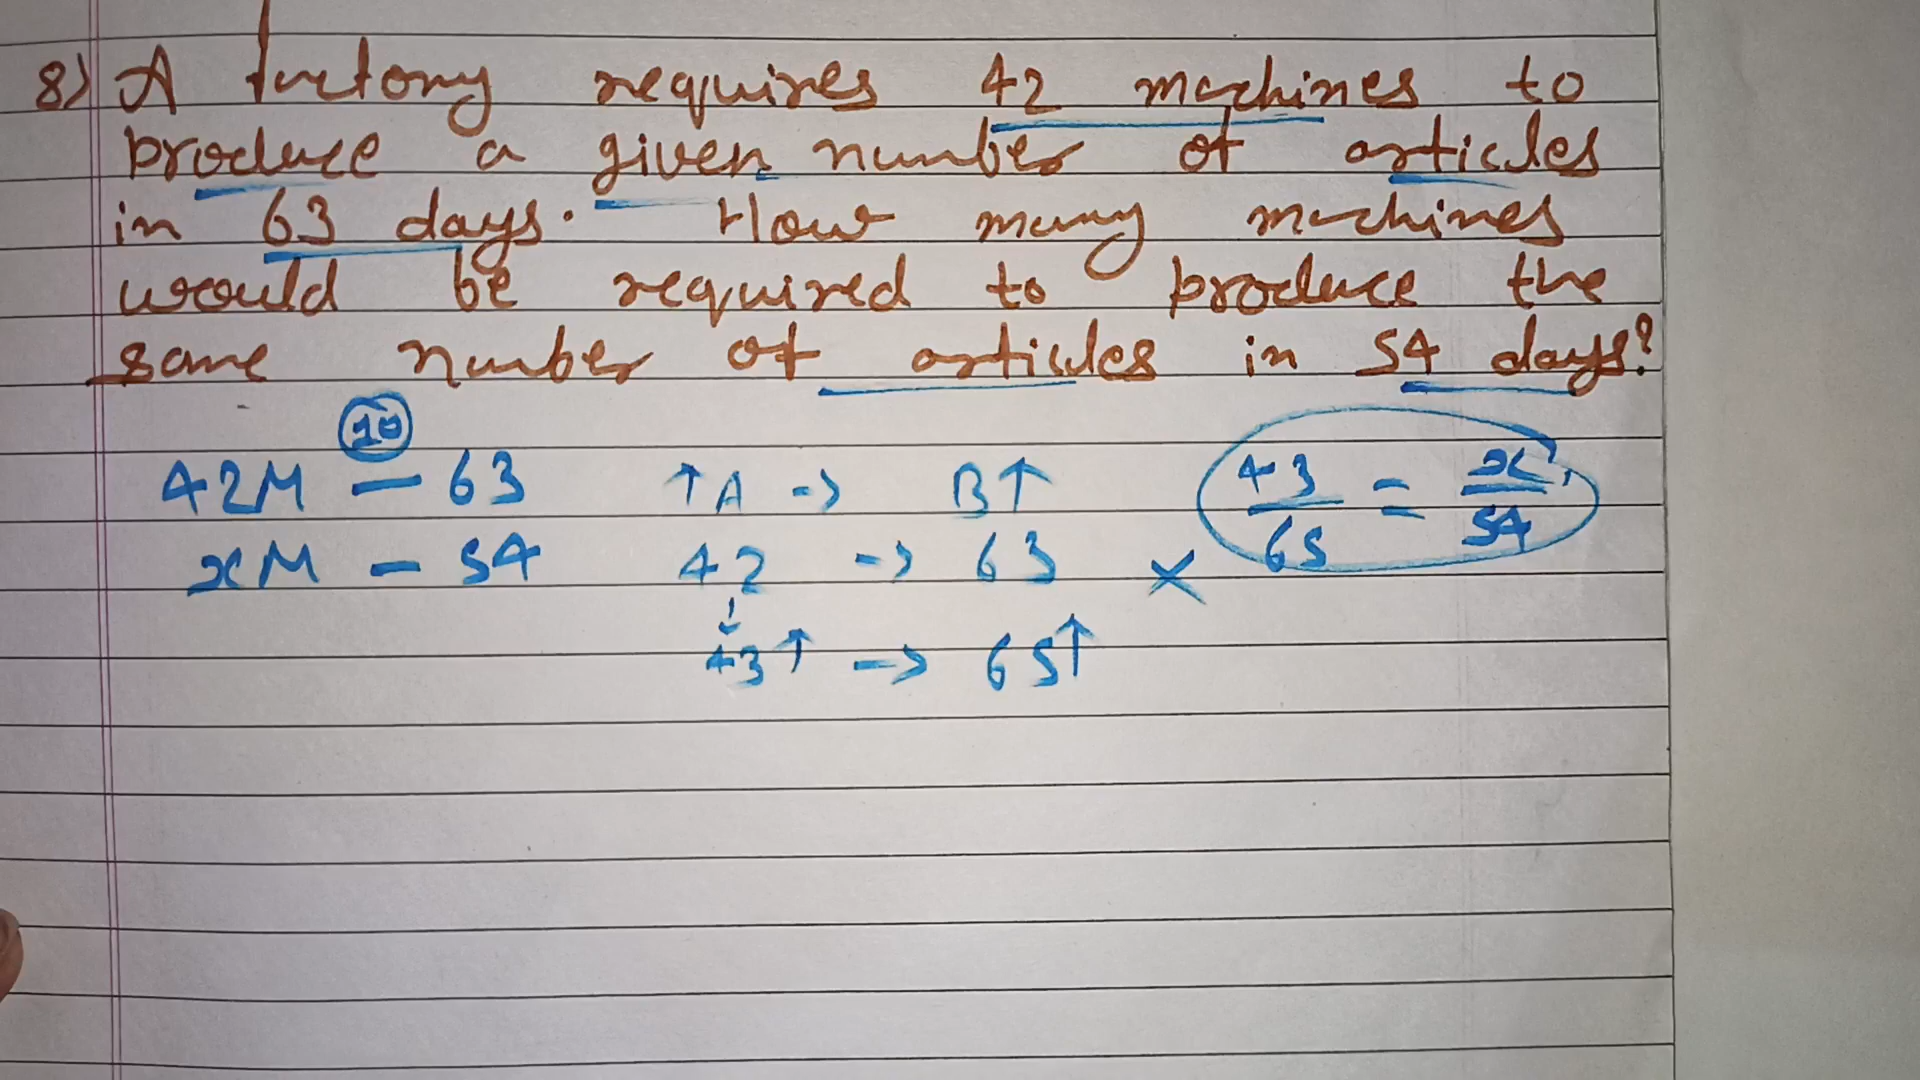 8) A factory requires 42 machines to
produce a given number of articles
in 63 days. How many machines
would be required to produce the
same number of articles in 54 days?
10
42M — 63 ↑A -> B↑ 43/65 = x/54
xM — 54 42 -> 63 ×
43↑ -> 65↑